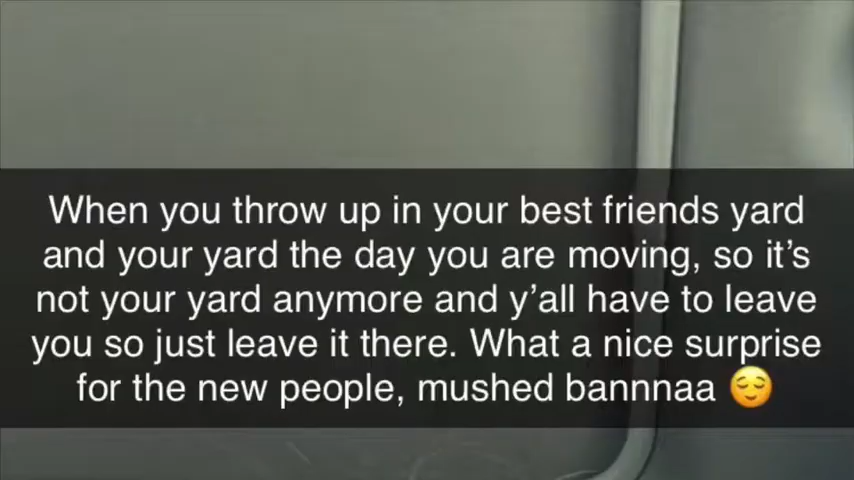 When you throw up in your best friends yard
and your yard the day you are moving, so it’s
not your yard anymore and y’all have to leave
you so just leave it there. What a nice surprise
for the new people, mushed bannnaa 😌